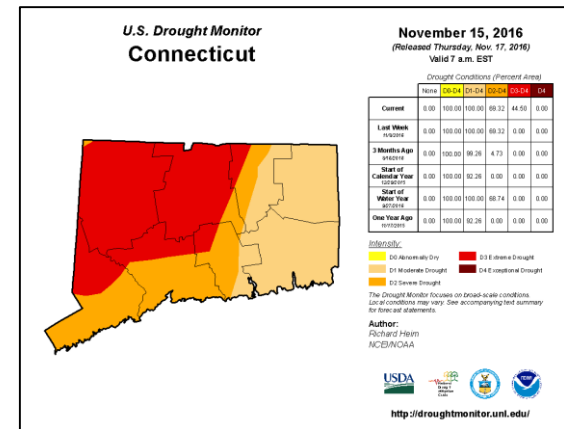 U.S. Drought Monitor
Connecticut
November 15, 2016
(Released Thursday, Nov. 17, 2016)
Valid 7 a.m. EST
Drought Conditions (Percent Area)
None D0-D4 D1-D4 D2-D4 D3-D4 D4
Current 0.00 100.00 100.00 69.32 44.50 0.00
Last Week 0.00 100.00 100.00 69.32 0.00 0.00
3 Months Ago 0.00 100.00 99.26 4.73 0.00 0.00
Start of
Calendar Year 0.00 100.00 92.26 0.00 0.00 0.00
Start of
Water Year 0.00 100.00 100.00 68.74 0.00 0.00
One Year Ago 0.00 100.00 92.26 0.00 0.00 0.00
Intensity:
D0 Abnormally Dry
D1 Moderate Drought
D2 Severe Drought
D3 Extreme Drought
D4 Exceptional Drought
The Drought Monitor focuses on broad-scale conditions.
Local conditions may vary. See accompanying text summary
for forecast statements.
Author:
Richard Heim
NCEI/NOAA
USDA
http://droughtmonitor.unl.edu/